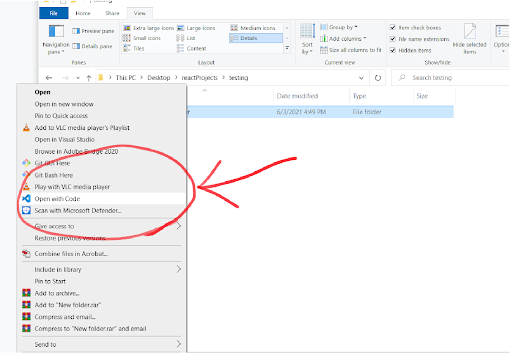 File Home Share View
Navigation pane
Preview pane
Details pane
Panes
Extra large icons Large icons Medium icons
Small icons List Details
Tiles Content
Layout
Sort by
Group by
Add columns
Size all columns to fit
Current view
Item check boxes
File name extensions
Hidden items
Show/hide
Hide selected items
This PC > Desktop > reactProjects > testing
Search testing
Date modified Type Size
6/3/2021 4:49 PM File folder
Open
Open in new window
Pin to Quick access
Add to VLC media player's Playlist
Open in Visual Studio
Browse in Adobe Bridge 2020
Git GUI Here
Git Bash Here
Play with VLC media player
Open with Code
Scan with Microsoft Defender...
Give access to
Restore previous versions
Combine files in Acrobat...
Include in library
Pin to Start
Add to archive...
Add to "New folder.rar"
Compress and email...
Compress to "New folder.rar" and email
Send to